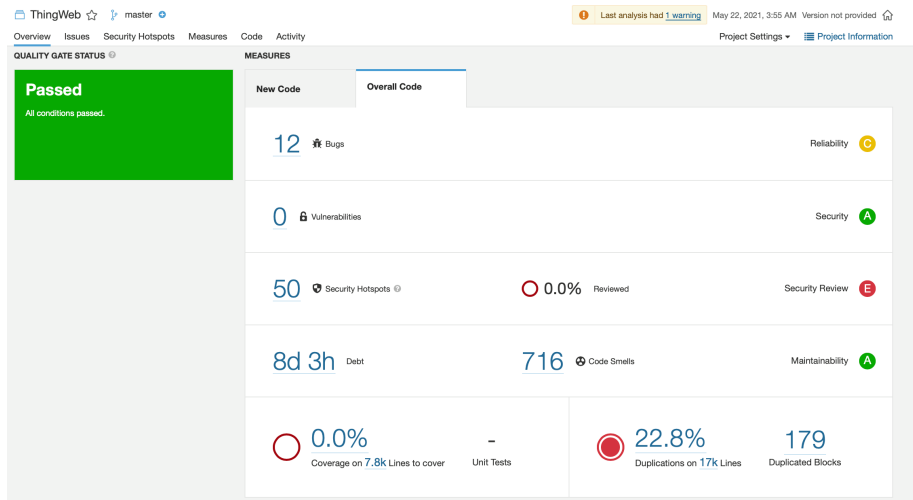 ThingWeb master
Last analysis had 1 warning May 22, 2021, 3:55 AM Version not provided
Overview Issues Security Hotspots Measures Code Activity
Project Settings Project Information
QUALITY GATE STATUS
MEASURES
Passed
All conditions passed.
New Code
Overall Code
12 Bugs
Reliability C
0 Vulnerabilities
Security A
50 Security Hotspots
0.0% Reviewed
Security Review E
8d 3h Debt
716 Code Smells
Maintainability A
0.0%
Coverage on 7.8k Lines to cover
-
Unit Tests
22.8%
Duplications on 17k Lines
179
Duplicated Blocks